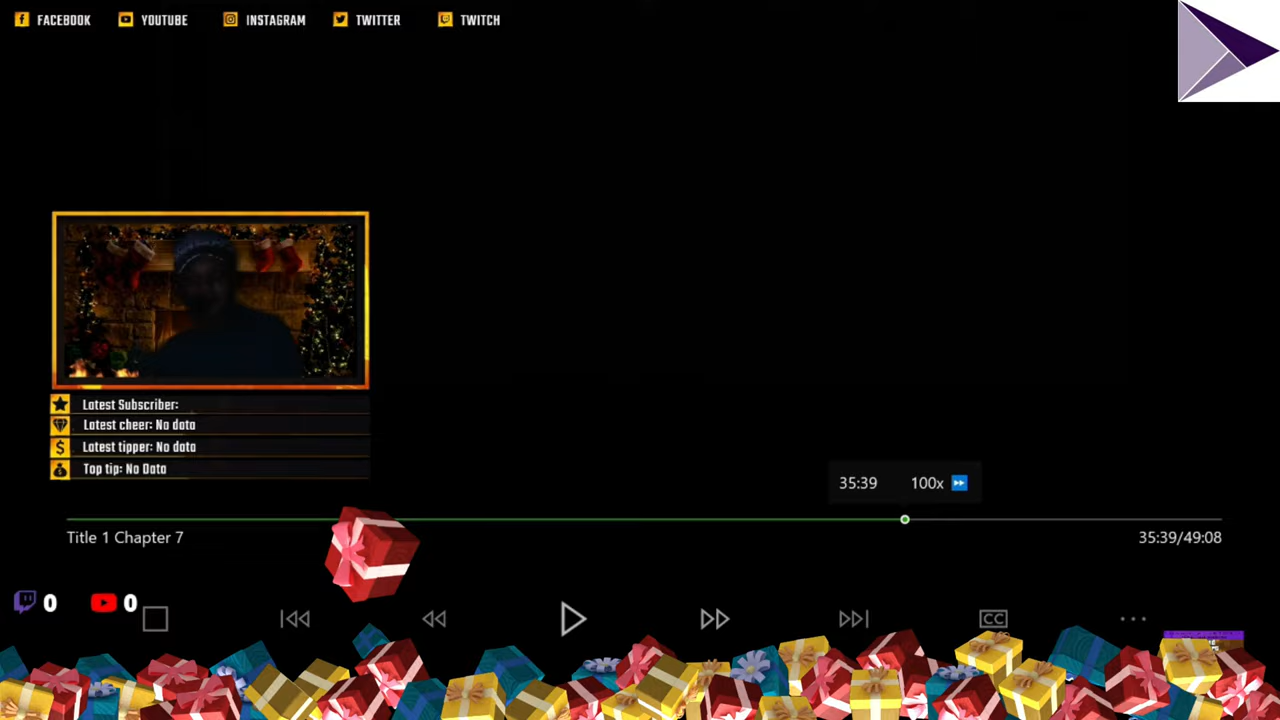 FACEBOOK YOUTUBE INSTAGRAM TWITTER TWITCH
Latest Subscriber:
Latest cheer: No data
Latest tipper: No data
Top tip: No Data
35:39 100x
Title 1 Chapter 7 35:39/49:08
0 0
CC